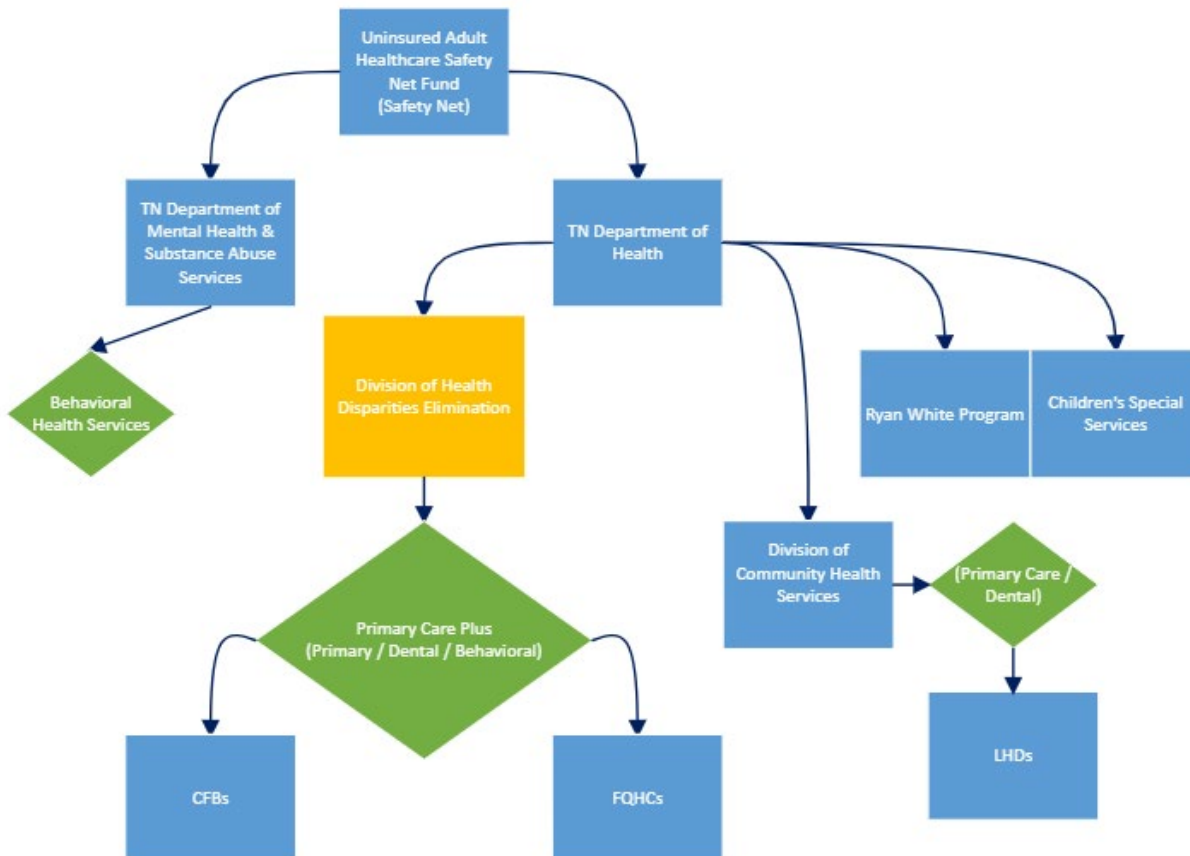 Uninsured Adult
Healthcare Safety
Net Fund
(Safety Net)
TN Department of
Mental Health &
Substance Abuse
Services
TN Department of
Health
Behavioral
Health Services
Division of Health
Disparities Elimination
Ryan White Program
Children's Special
Services
Division of
Community Health
Services
(Primary Care /
Dental)
Primary Care Plus
(Primary / Dental / Behavioral)
LHDs
CFBs
FQHCs